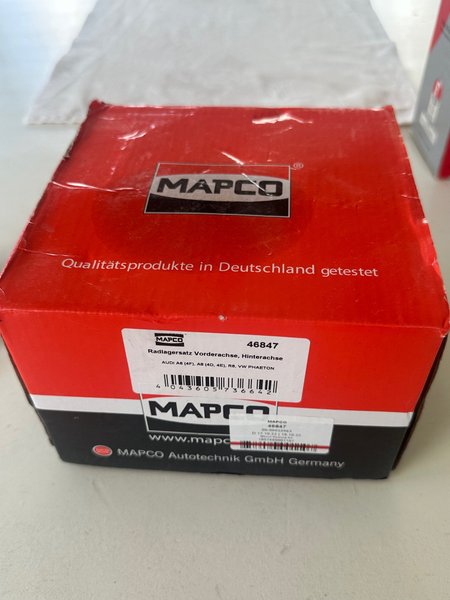 MAPCO®
Qualitätsprodukte in Deutschland getestet
MAPCO 46847
Radlagersatz Vorderachse, Hinterachse
AUDI A6 (4F), A8 (4D, 4E), R8, VW PHAETON
4 043605 736642
MAPCO
www.mapco
MAPCO Autotechnik GmbH Germany
MAPCO
46847